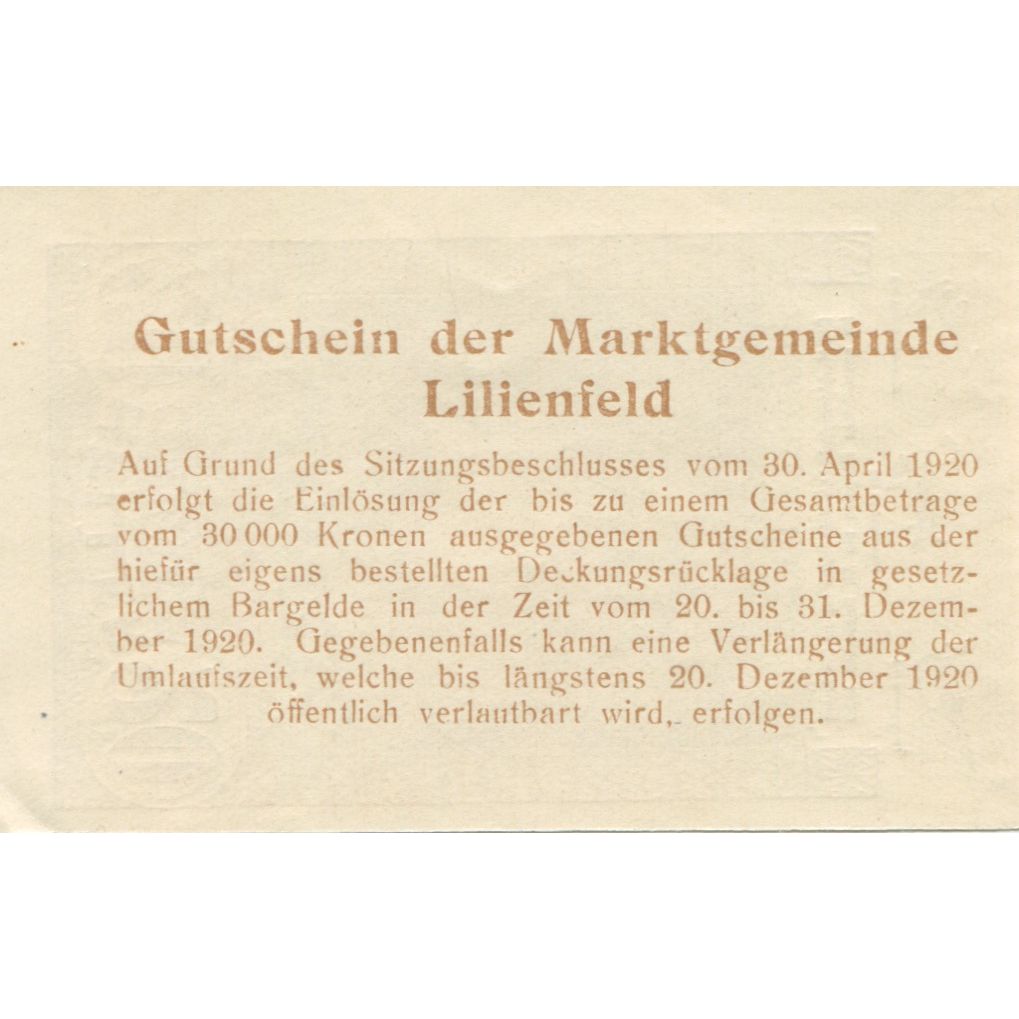 Gutschein der Marktgemeinde
Lilienfeld
Auf Grund des Sitzungsbeschlusses vom 30. April 1920
erfolgt die Einlösung der bis zu einem Gesamtbetrage
vom 30 000 Kronen ausgegebenen Gutscheine aus der
hiefür eigens bestellten Deckungsrücklage in gesetz-
lichem Bargelde in der Zeit vom 20. bis 31. Dezem-
ber 1920. Gegebenenfalls kann eine Verlängerung der
Umlaufszeit, welche bis längstens 20. Dezember 1920
öffentlich verlautbart wird, erfolgen.